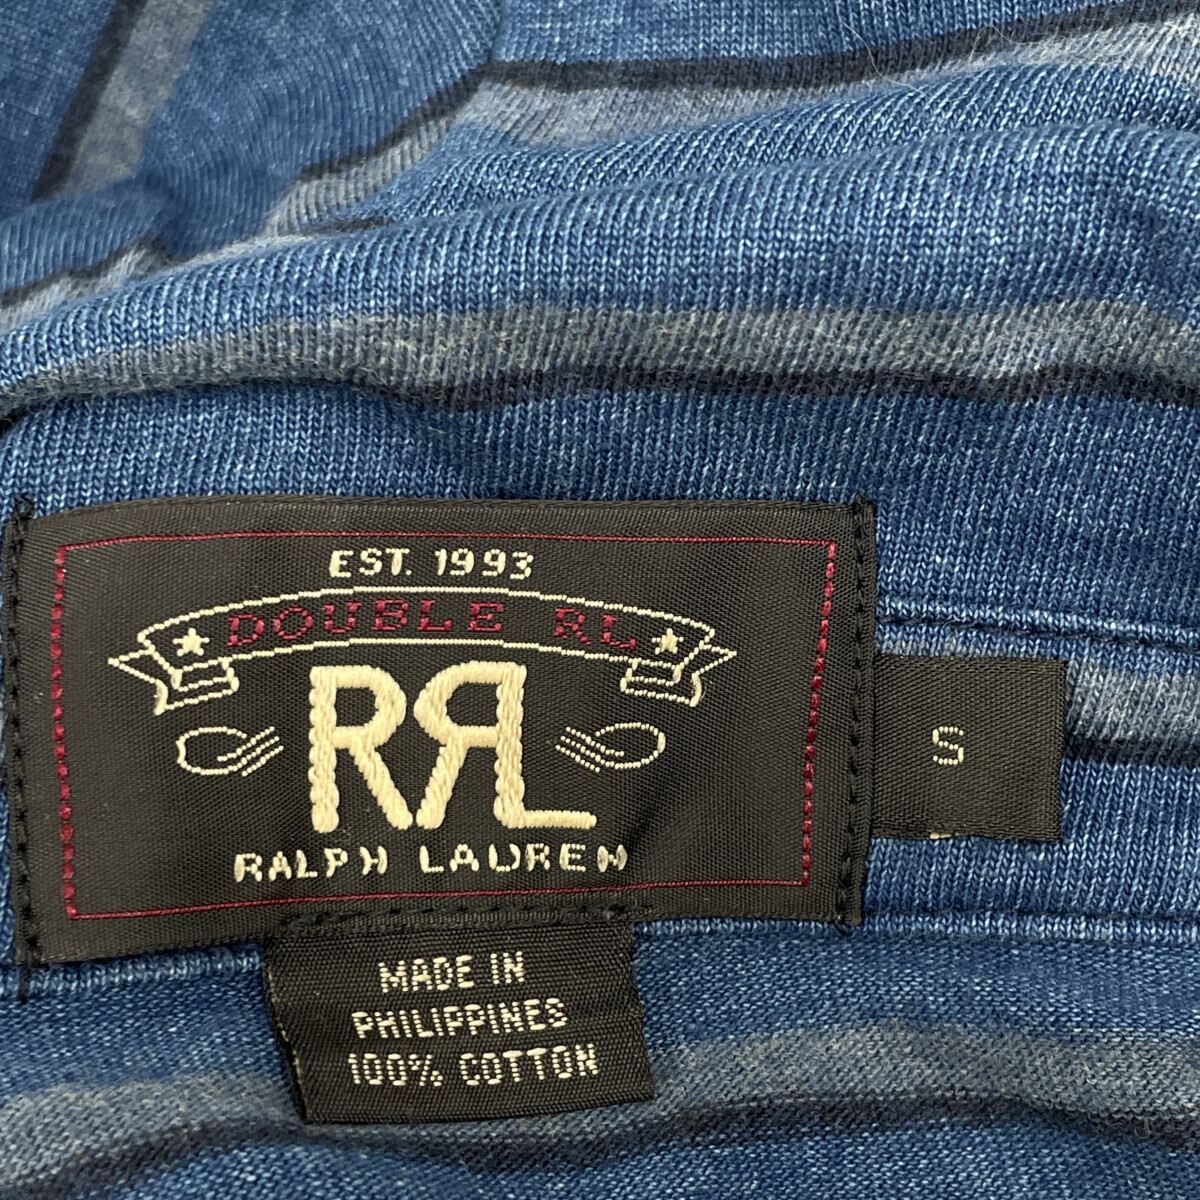 EST. 1993
DOUBLE RL
RRL
RALPH LAUREN
S
MADE IN
PHILIPPINES
100% COTTON